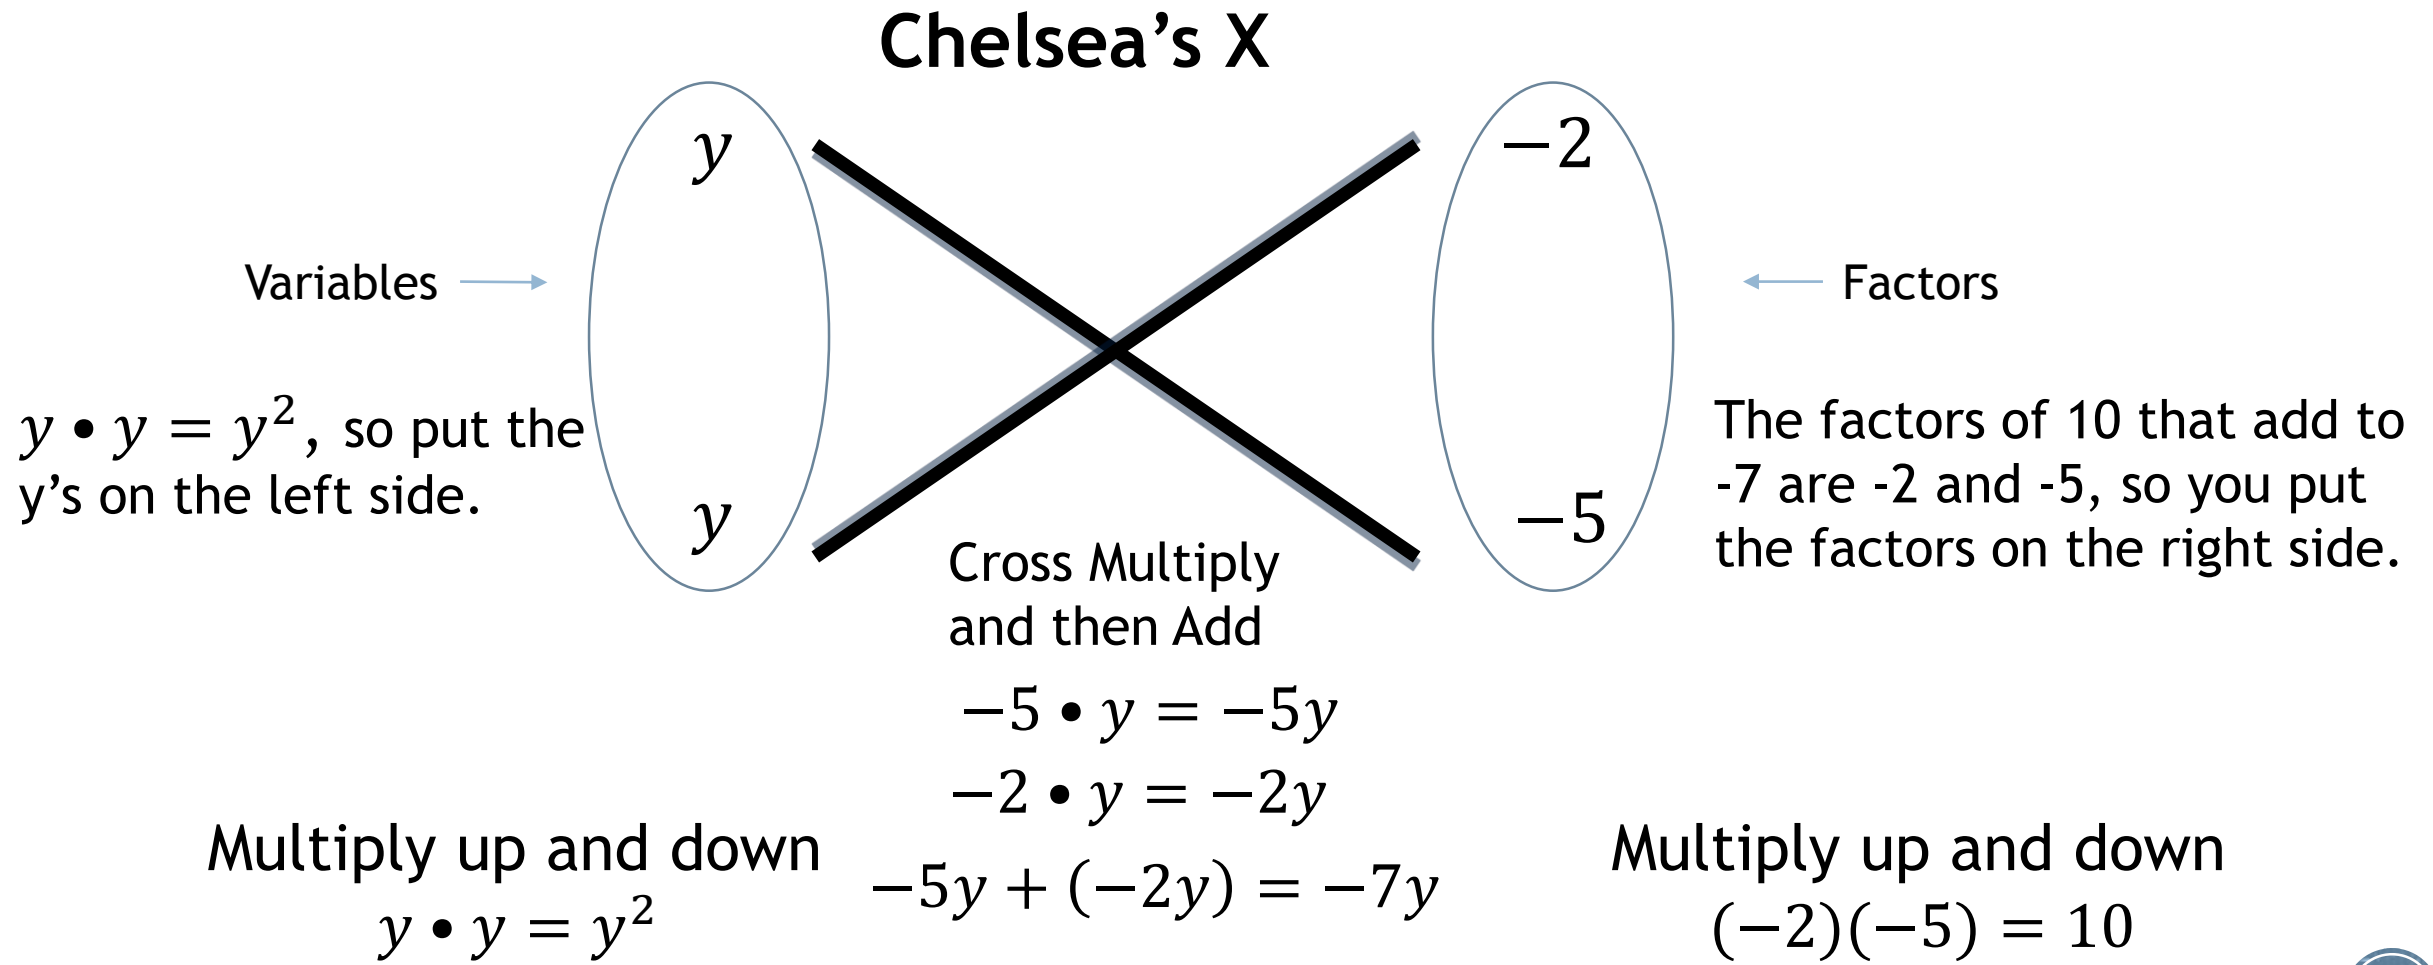 Chelsea’s X
y
−2
Variables
Factors
y • y = y², so put the
y’s on the left side.
The factors of 10 that add to
-7 are -2 and -5, so you put
the factors on the right side.
y
−5
Cross Multiply
and then Add
−5 • y = −5y
−2 • y = −2y
−5y + (−2y) = −7y
Multiply up and down
y • y = y²
Multiply up and down
(−2)(−5) = 10